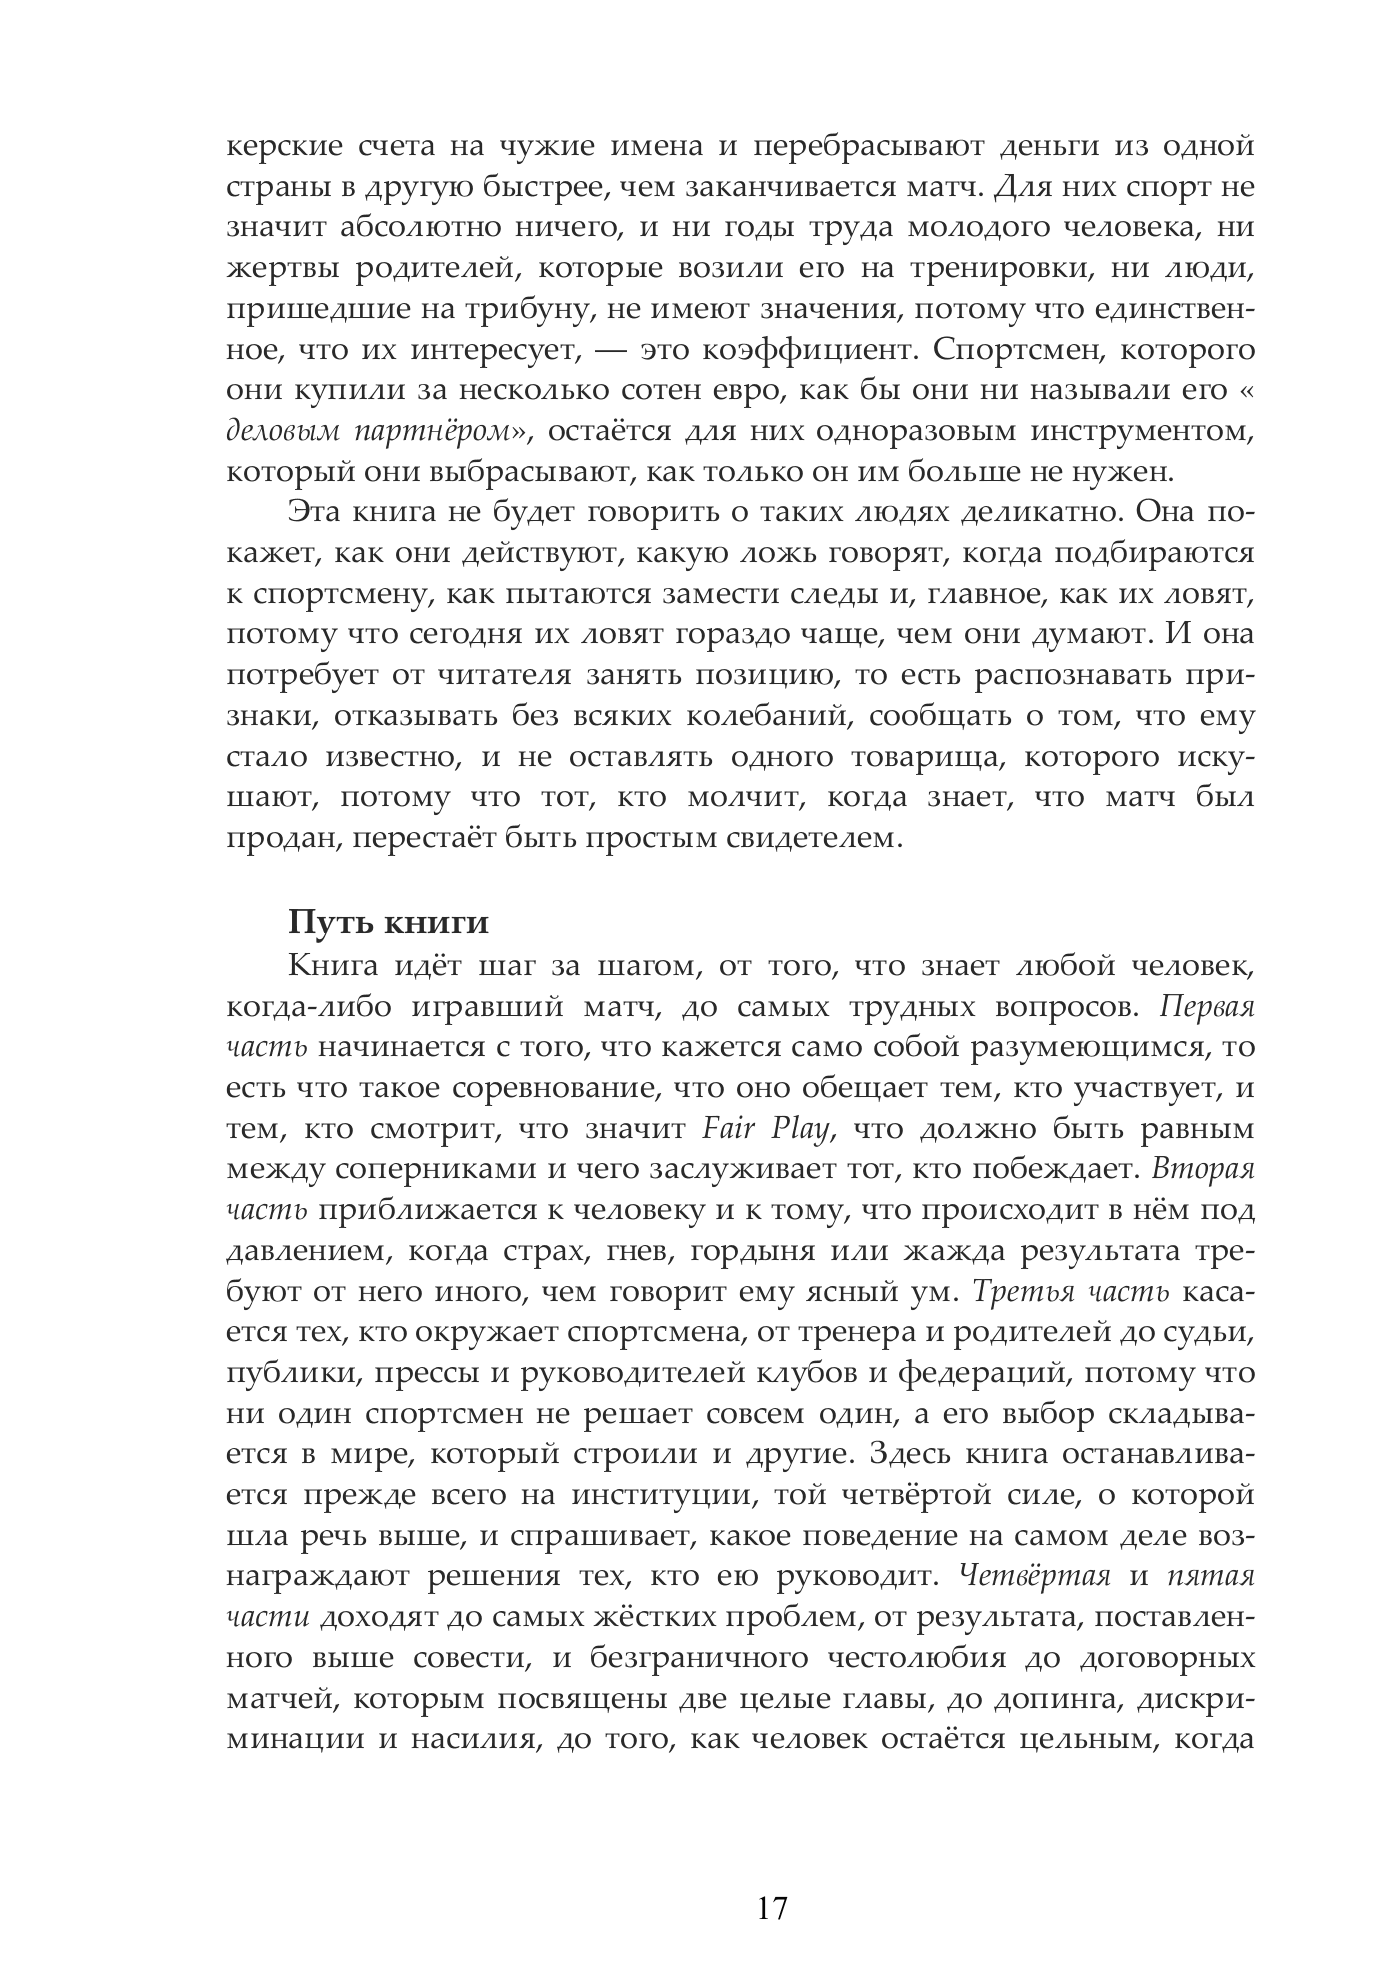 керские счета на чужие имена и перебрасывают деньги из одной
страны в другую быстрее, чем заканчивается матч. Для них спорт не
значит абсолютно ничего, и ни годы труда молодого человека, ни
жертвы родителей, которые возили его на тренировки, ни люди,
пришедшие на трибуну, не имеют значения, потому что единствен-
ное, что их интересует, — это коэффициент. Спортсмен, которого
они купили за несколько сотен евро, как бы они ни называли его «
деловым партнёром», остаётся для них одноразовым инструментом,
который они выбрасывают, как только он им больше не нужен.
Эта книга не будет говорить о таких людях деликатно. Она по-
кажет, как они действуют, какую ложь говорят, когда подбираются
к спортсмену, как пытаются замести следы и, главное, как их ловят,
потому что сегодня их ловят гораздо чаще, чем они думают. И она
потребует от читателя занять позицию, то есть распознавать при-
знаки, отказывать без всяких колебаний, сообщать о том, что ему
стало известно, и не оставлять одного товарища, которого иску-
шают, потому что тот, кто молчит, когда знает, что матч был
продан, перестаёт быть простым свидетелем.
Путь книги
Книга идёт шаг за шагом, от того, что знает любой человек,
когда-либо игравший матч, до самых трудных вопросов. Первая
часть начинается с того, что кажется само собой разумеющимся, то
есть что такое соревнование, что оно обещает тем, кто участвует, и
тем, кто смотрит, что значит Fair Play, что должно быть равным
между соперниками и чего заслуживает тот, кто побеждает. Вторая
часть приближается к человеку и к тому, что происходит в нём под
давлением, когда страх, гнев, гордыня или жажда результата тре-
буют от него иного, чем говорит ему ясный ум. Третья часть каса-
ется тех, кто окружает спортсмена, от тренера и родителей до судьи,
публики, прессы и руководителей клубов и федераций, потому что
ни один спортсмен не решает совсем один, а его выбор складыва-
ется в мире, который строили и другие. Здесь книга останавлива-
ется прежде всего на институции, той четвёртой силе, о которой
шла речь выше, и спрашивает, какое поведение на самом деле воз-
награждают решения тех, кто ею руководит. Четвёртая и пятая
части доходят до самых жёстких проблем, от результата, поставлен-
ного выше совести, и безграничного честолюбия до договорных
матчей, которым посвящены две целые главы, до допинга, дискри-
минации и насилия, до того, как человек остаётся цельным, когда
17